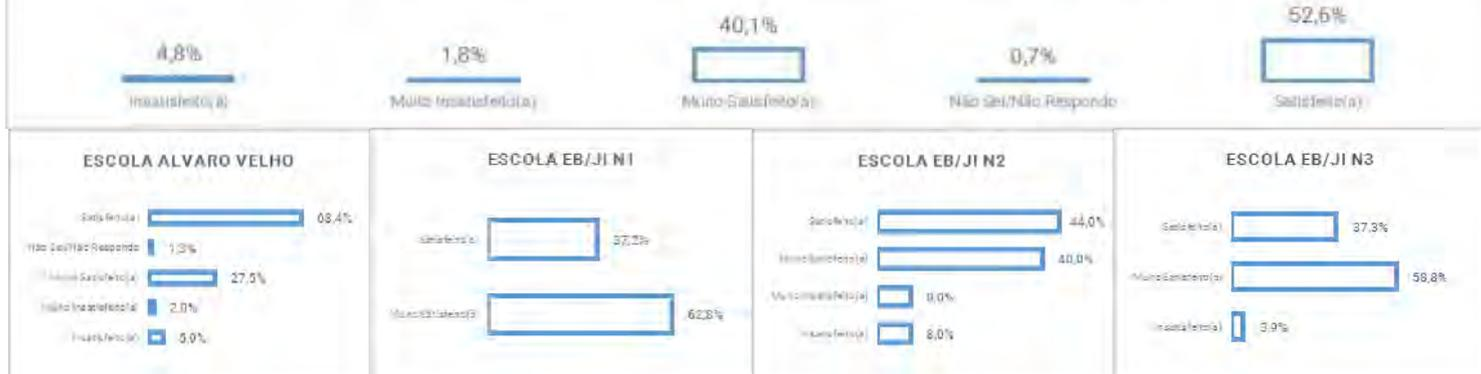 52,6%
40,1%
4,8%
1,8%
0,7%
Insatisfeito(a)
Muito Insatisfeito(a)
Muito Satisfeito(a)
Não Sei/Não Respondo
Satisfeito(a)
ESCOLA ALVARO VELHO
Satisfeito(a)
Não Sei/Não Respondo 1,3%
Muito Satisfeito(a) 27,5%
Muito Insatisfeito(a) 2,0%
Insatisfeito(a)
ESCOLA EB/JI N1
Satisfeito(a) 37,2%
Muito Satisfeito(a) 62,8%
ESCOLA EB/JI N2
Satisfeito(a) 44,0%
Muito Satisfeito(a) 40,0%
Muito Insatisfeito(a) 8,0%
Insatisfeito(a) 8,0%
ESCOLA EB/JI N3
Satisfeito(a) 37,3%
Muito Satisfeito(a) 58,8%
Insatisfeito(a) 3,9%